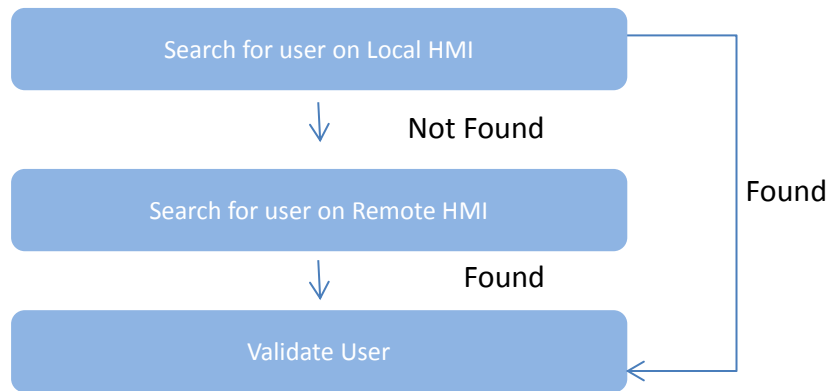 Search for user on Local HMI
Not Found
Found
Search for user on Remote HMI
Found
Validate User